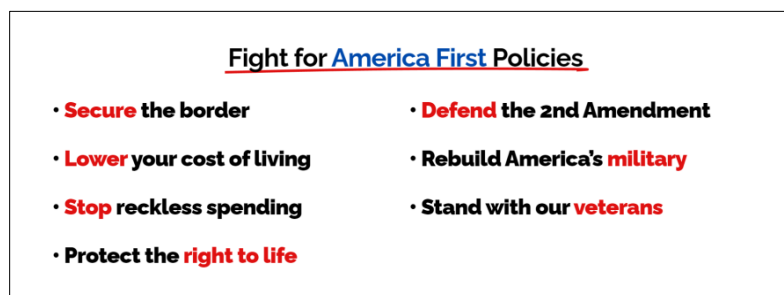 Fight for America First Policies
• Secure the border
• Lower your cost of living
• Stop reckless spending
• Protect the right to life
• Defend the 2nd Amendment
• Rebuild America's military
• Stand with our veterans